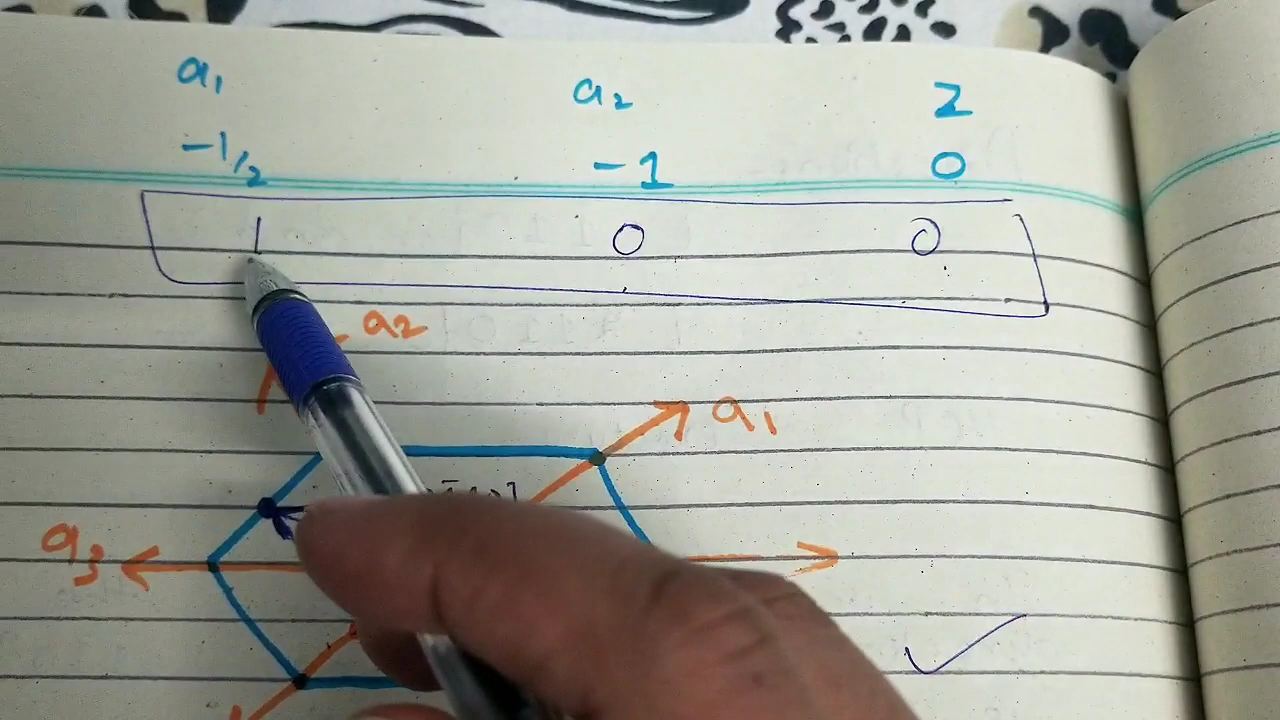 a₁ a₂ Z
-1/2 -1 0
1 0 0
a₂
a₁
a₃